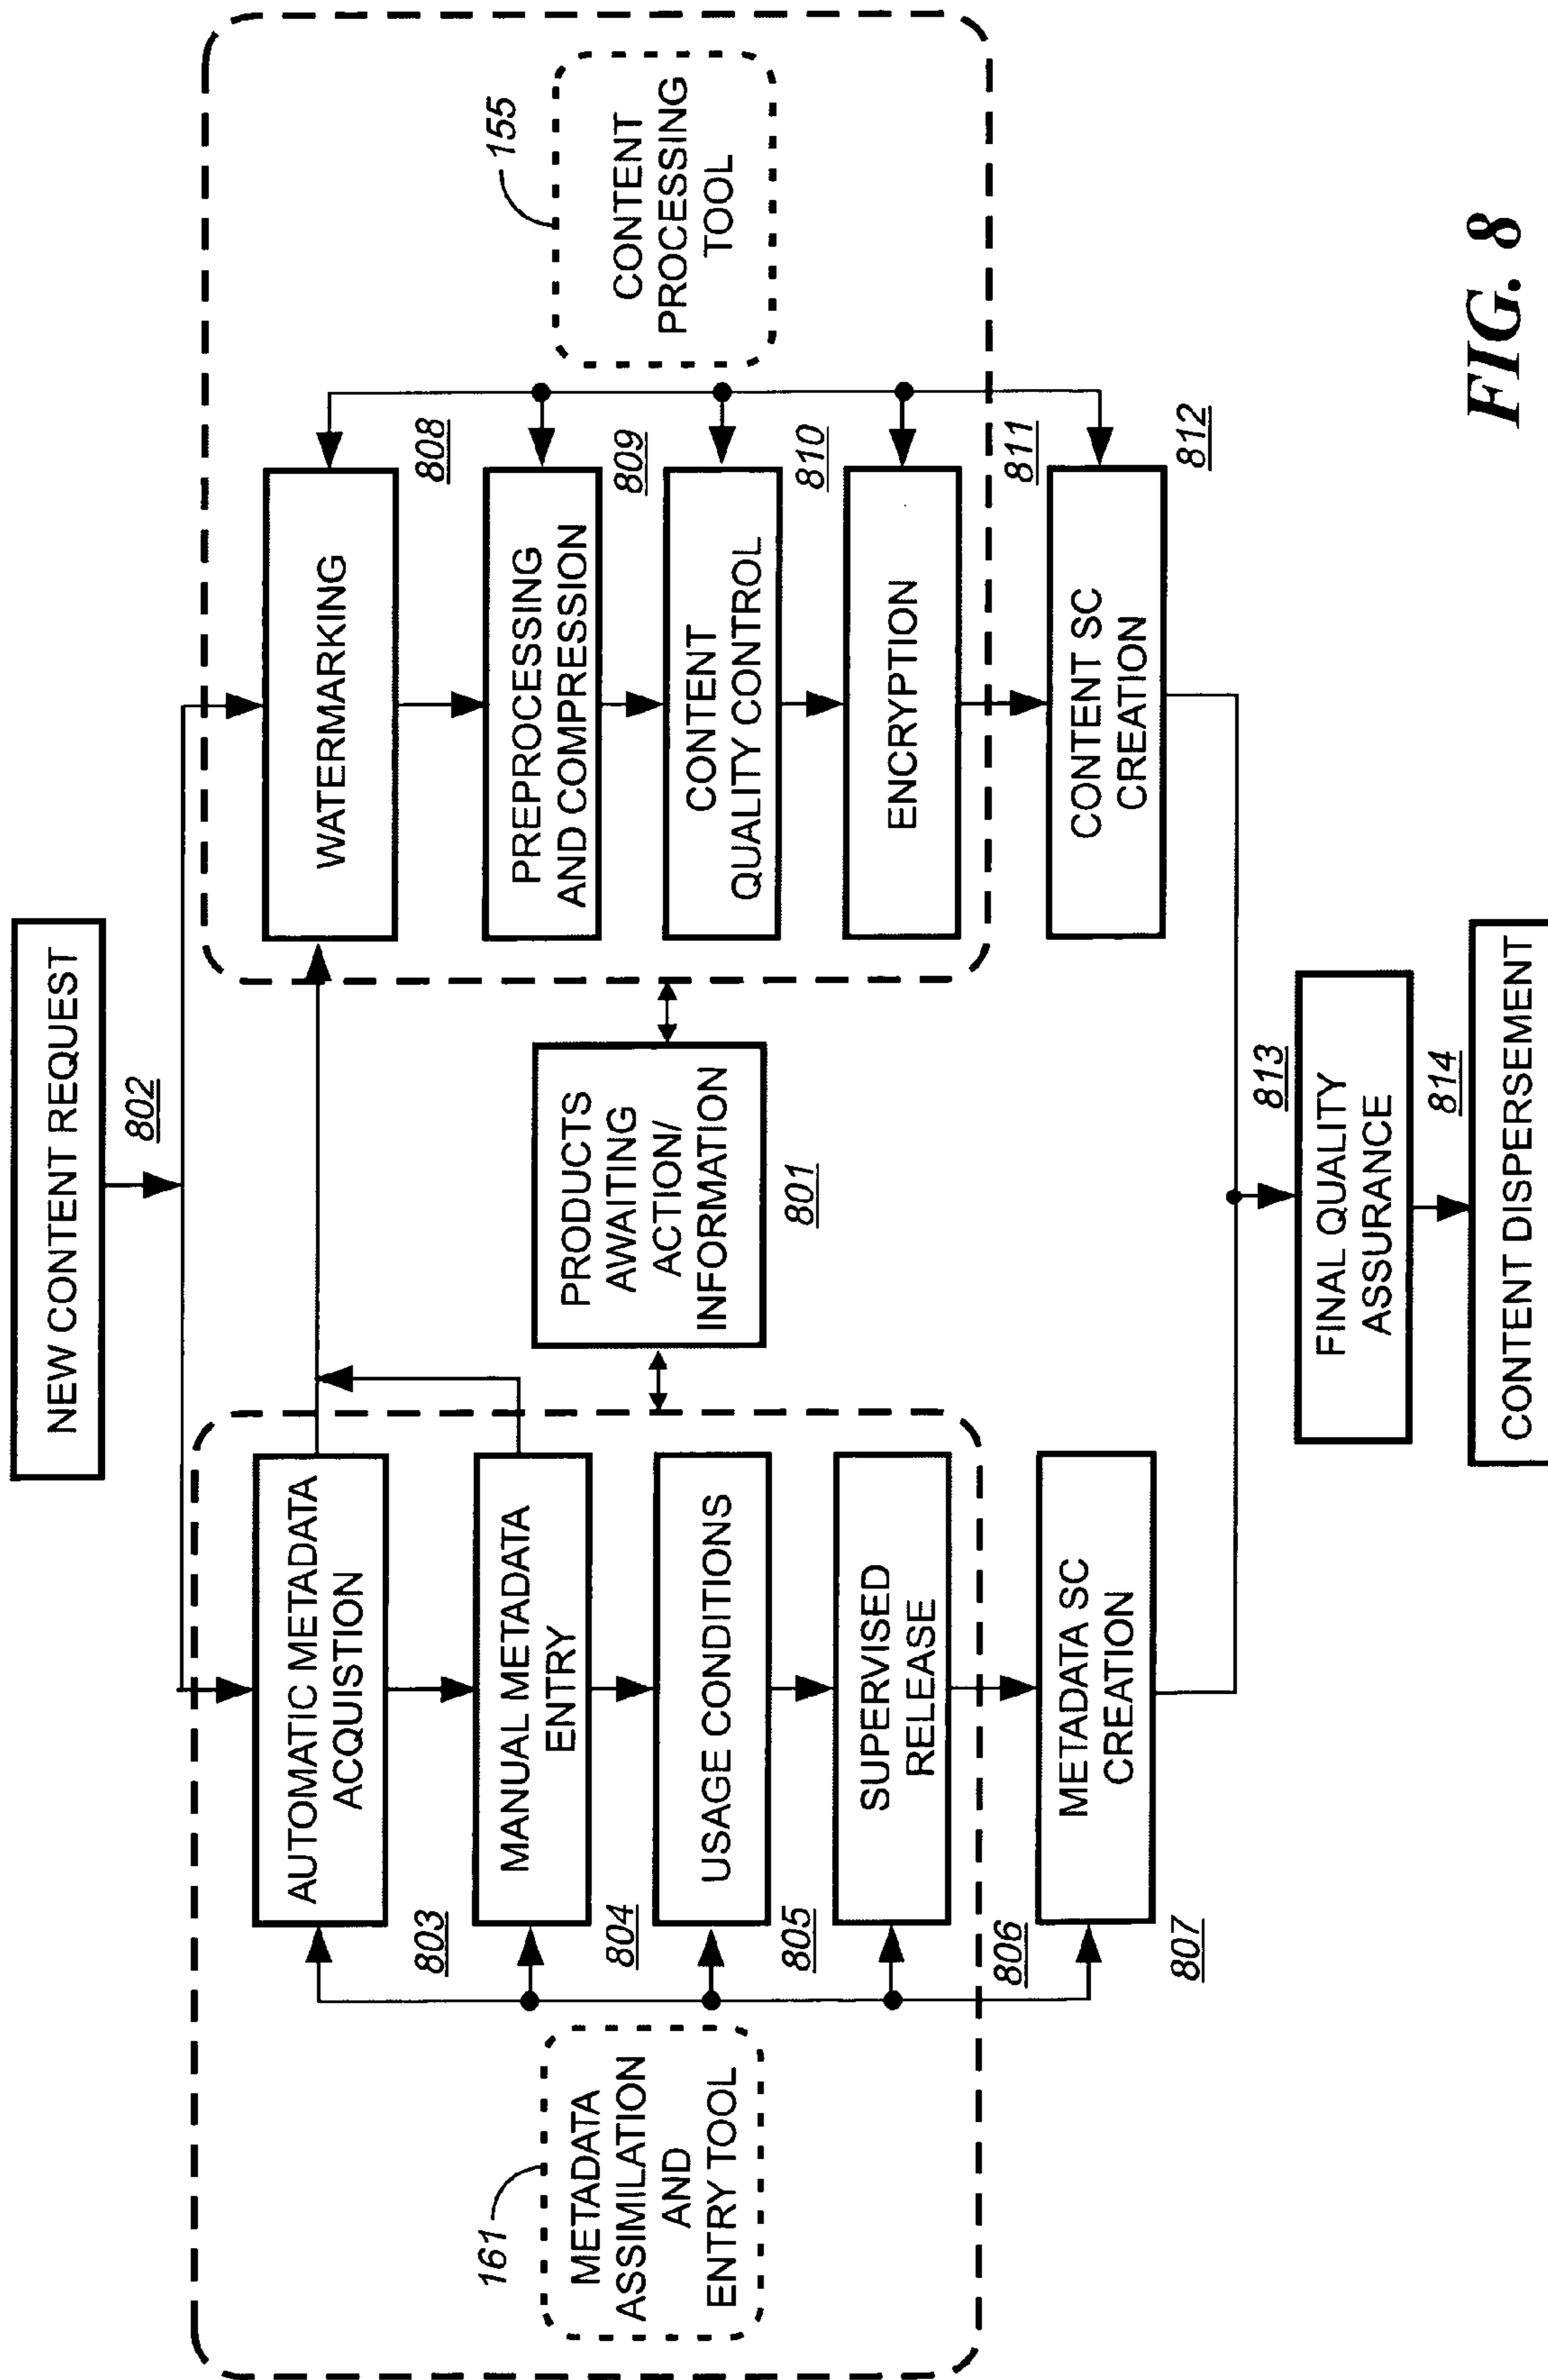 NEW CONTENT REQUEST
802
AUTOMATIC METADATA
ACQUISTION
803
MANUAL METADATA
ENTRY
804
USAGE CONDITIONS
805
SUPERVISED
RELEASE
806
METADATA SC
CREATION
807
161
METADATA
ASSIMILATION
AND
ENTRY TOOL
PRODUCTS
AWAITING
ACTION/
INFORMATION
801
WATERMARKING
808
PREPROCESSING
AND COMPRESSION
809
CONTENT
QUALITY CONTROL
810
ENCRYPTION
811
CONTENT SC
CREATION
812
155
CONTENT
PROCESSING
TOOL
813
FINAL QUALITY
ASSURANCE
814
CONTENT DISPERSEMENT
FIG. 8